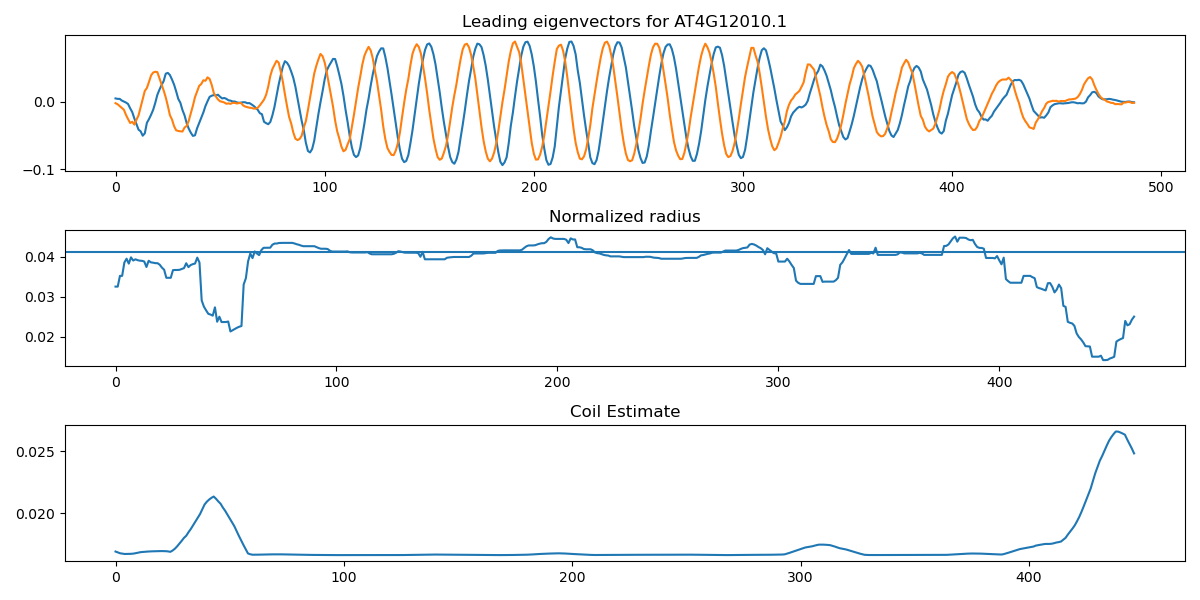 Leading eigenvectors for AT4G12010.1
0.0
−0.1
0 100 200 300 400 500
Normalized radius
0.04
0.03
0.02
0 100 200 300 400
Coil Estimate
0.025
0.020
0 100 200 300 400